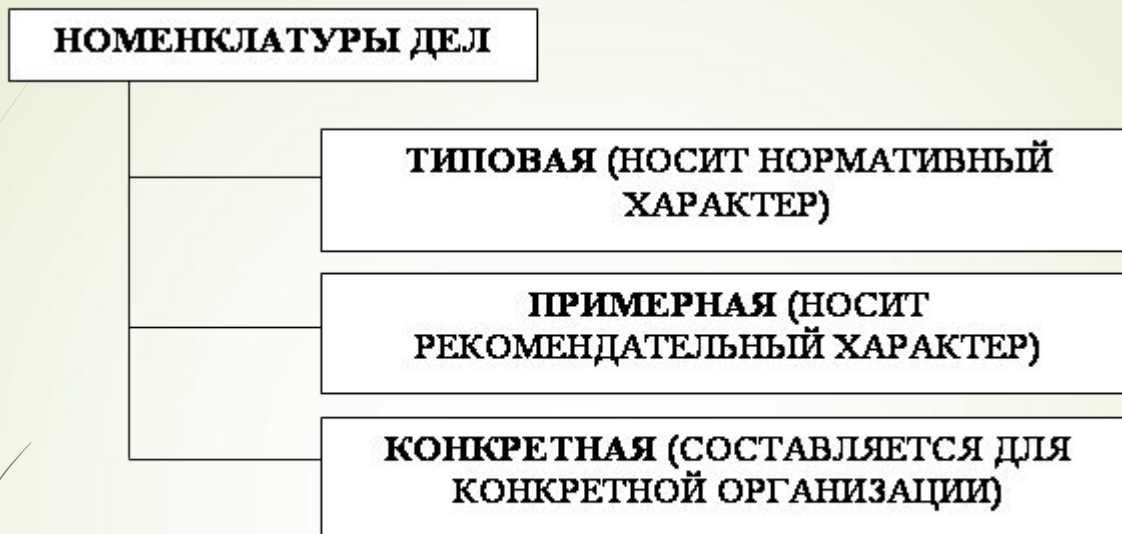 НОМЕНКЛАТУРЫ ДЕЛ
ТИПОВАЯ (НОСИТ НОРМАТИВНЫЙ
ХАРАКТЕР)
ПРИМЕРНАЯ (НОСИТ
РЕКОМЕНДАТЕЛЬНЫЙ ХАРАКТЕР)
КОНКРЕТНАЯ (СОСТАВЛЯЕТСЯ ДЛЯ
КОНКРЕТНОЙ ОРГАНИЗАЦИИ)